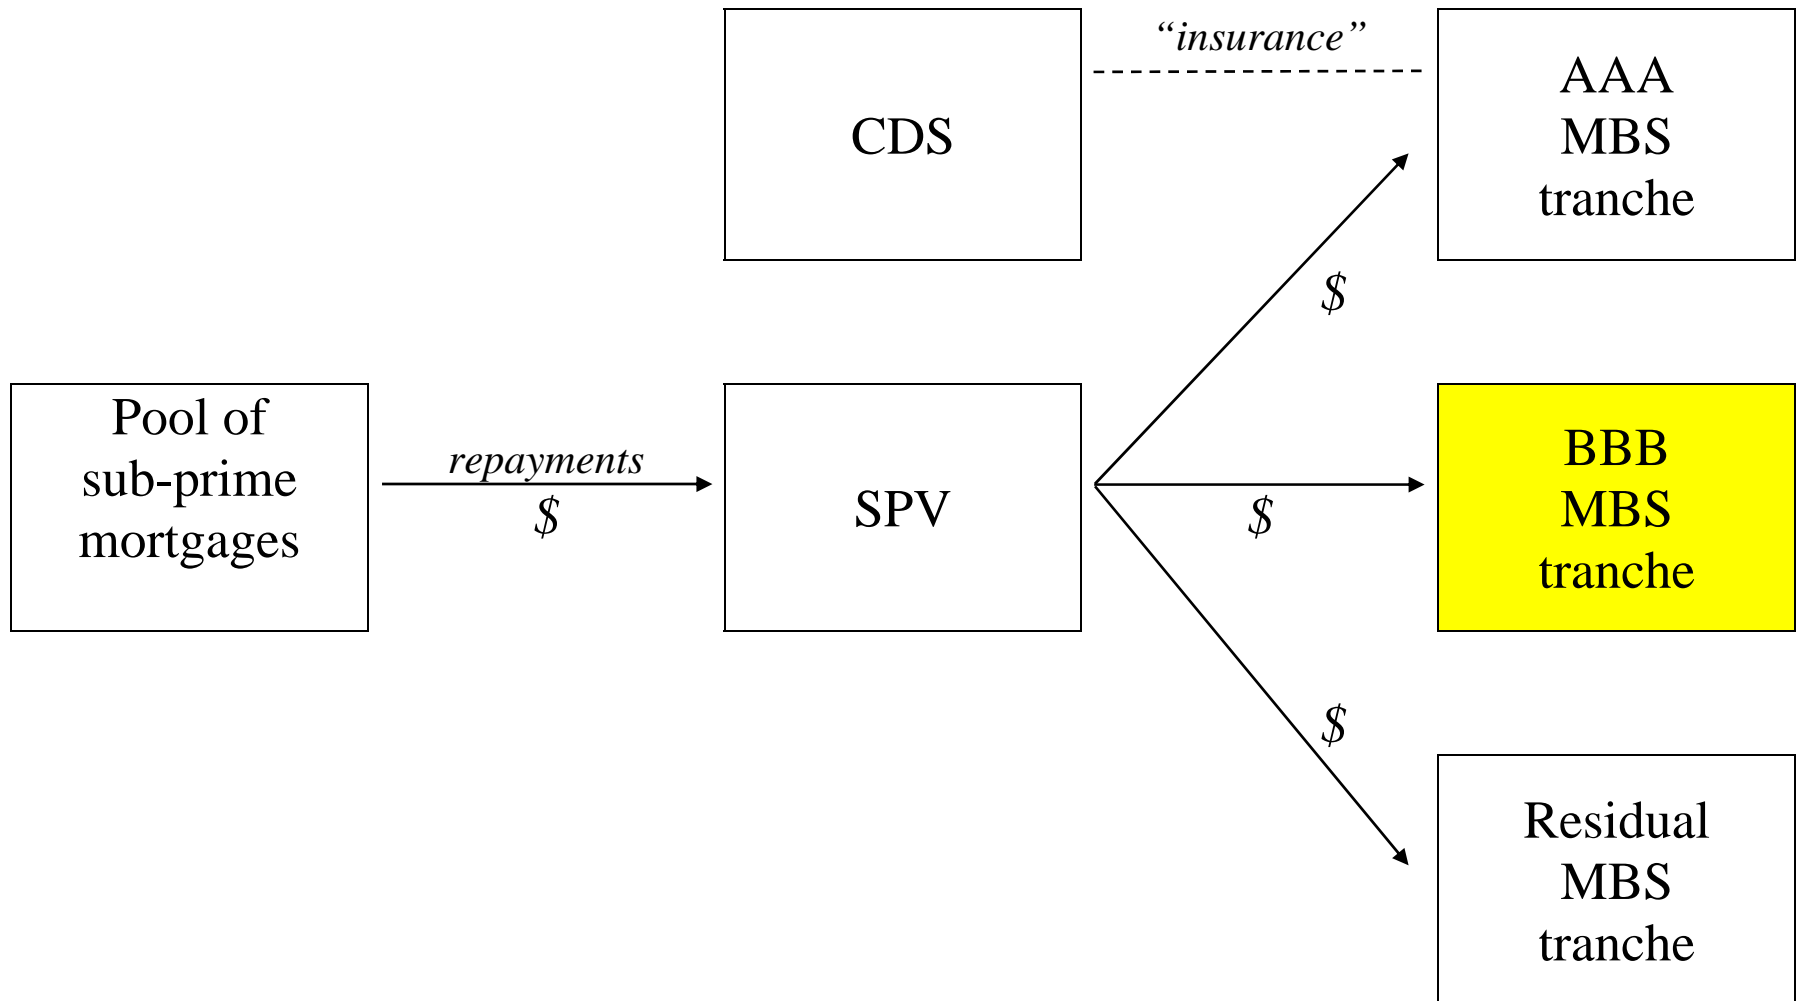 CDS
“insurance”
AAA
MBS
tranche
$
Pool of
sub-prime
mortgages
repayments
$
SPV
$
BBB
MBS
tranche
$
Residual
MBS
tranche